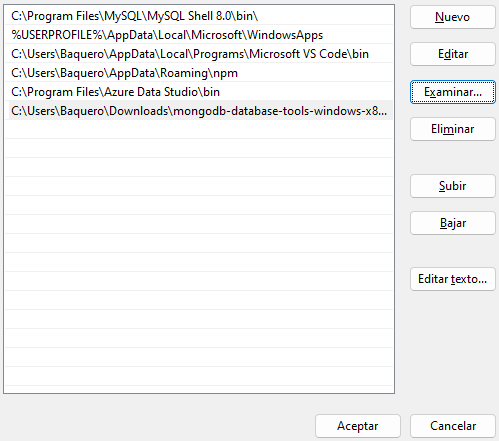 C:\Program Files\MySQL\MySQL Shell 8.0\bin\
%USERPROFILE%\AppData\Local\Microsoft\WindowsApps
C:\Users\Baquero\AppData\Local\Programs\Microsoft VS Code\bin
C:\Users\Baquero\AppData\Roaming\npm
C:\Program Files\Azure Data Studio\bin
C:\Users\Baquero\Downloads\mongodb-database-tools-windows-x8...
Nuevo
Editar
Examinar...
Eliminar
Subir
Bajar
Editar texto...
Aceptar
Cancelar